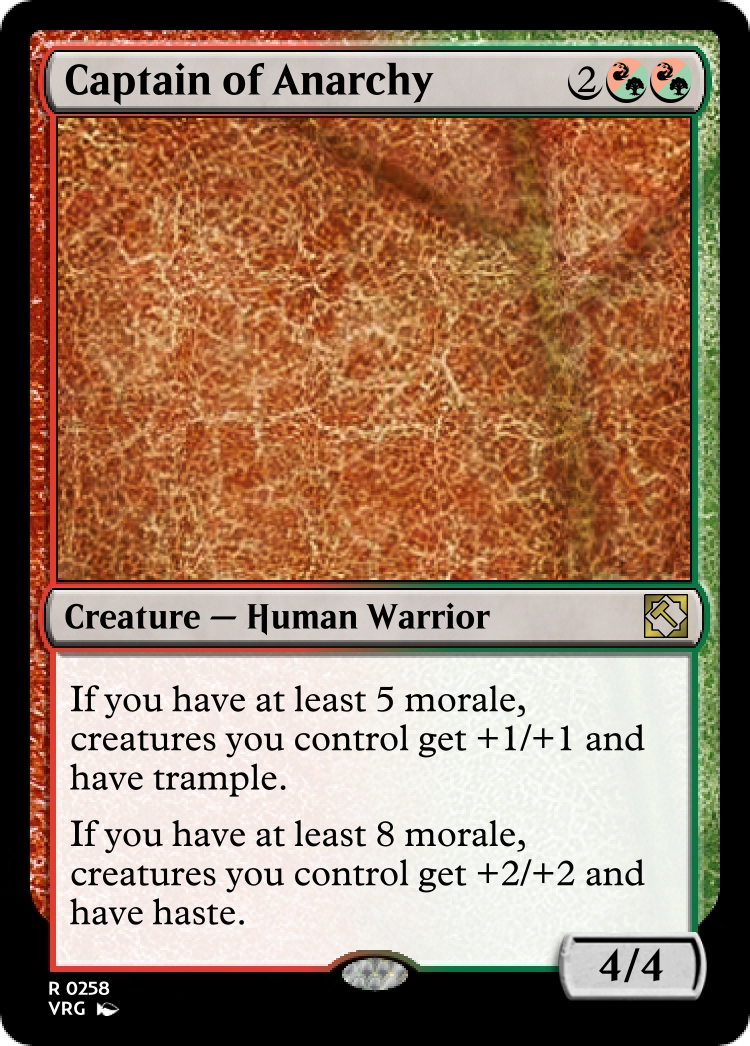 Captain of Anarchy 2
Creature — Human Warrior
If you have at least 5 morale,
creatures you control get +1/+1 and
have trample.
If you have at least 8 morale,
creatures you control get +2/+2 and
have haste.
4/4
R 0258
VRG